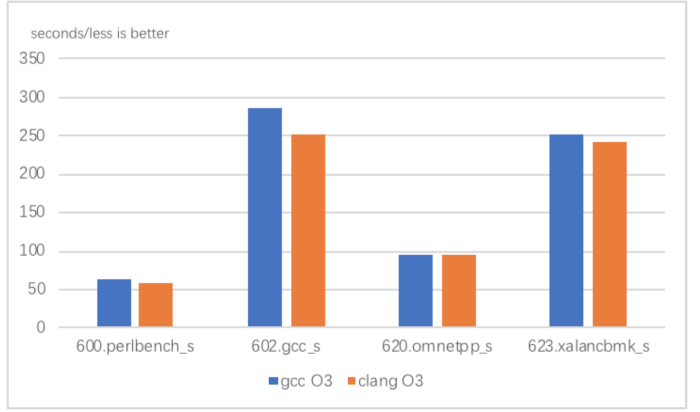 seconds/less is better
350
300
250
200
150
100
50
0
600.perlbench_s 602.gcc_s 620.omnetpp_s 623.xalancbmk_s
gcc O3 clang O3